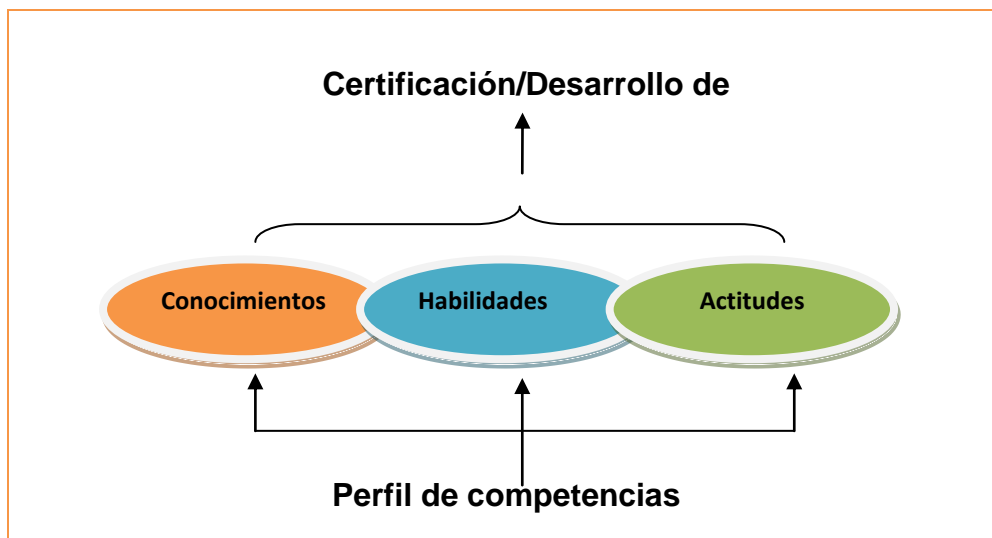 Certificación/Desarrollo de
Conocimientos
Habilidades
Actitudes
Perfil de competencias